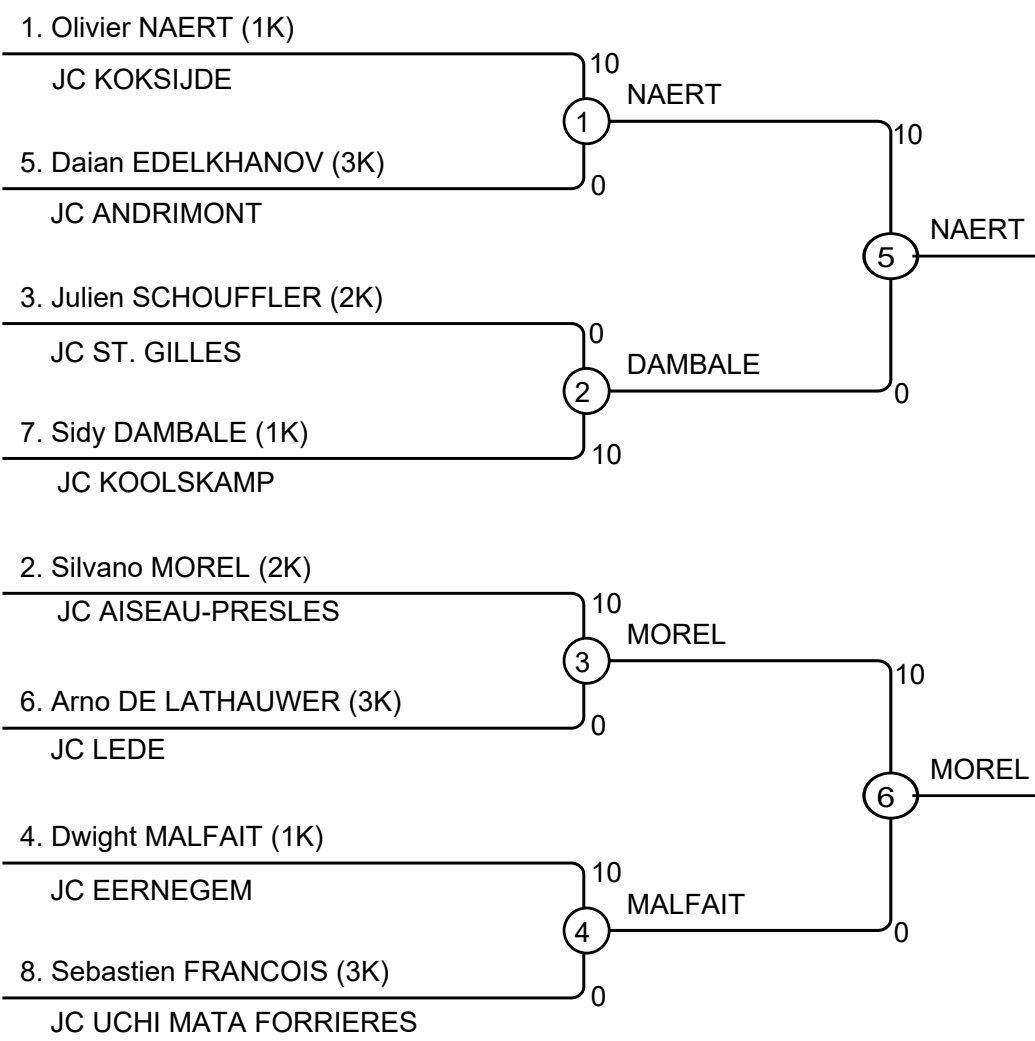 1. Olivier NAERT (1K)
10
JC KOKSIJDE
NAERT
1
10
5. Daian EDELKHANOV (3K)
0
JC ANDRIMONT
NAERT
5
3. Julien SCHOUFFLER (2K)
0
JC ST. GILLES
DAMBALE
2
0
7. Sidy DAMBALE (1K)
10
JC KOOLSKAMP
2. Silvano MOREL (2K)
10
JC AISEAU-PRESLES
MOREL
3
10
6. Arno DE LATHAUWER (3K)
0
JC LEDE
MOREL
6
4. Dwight MALFAIT (1K)
10
JC EERNEGEM
MALFAIT
4
0
8. Sebastien FRANCOIS (3K)
0
JC UCHI MATA FORRIERES